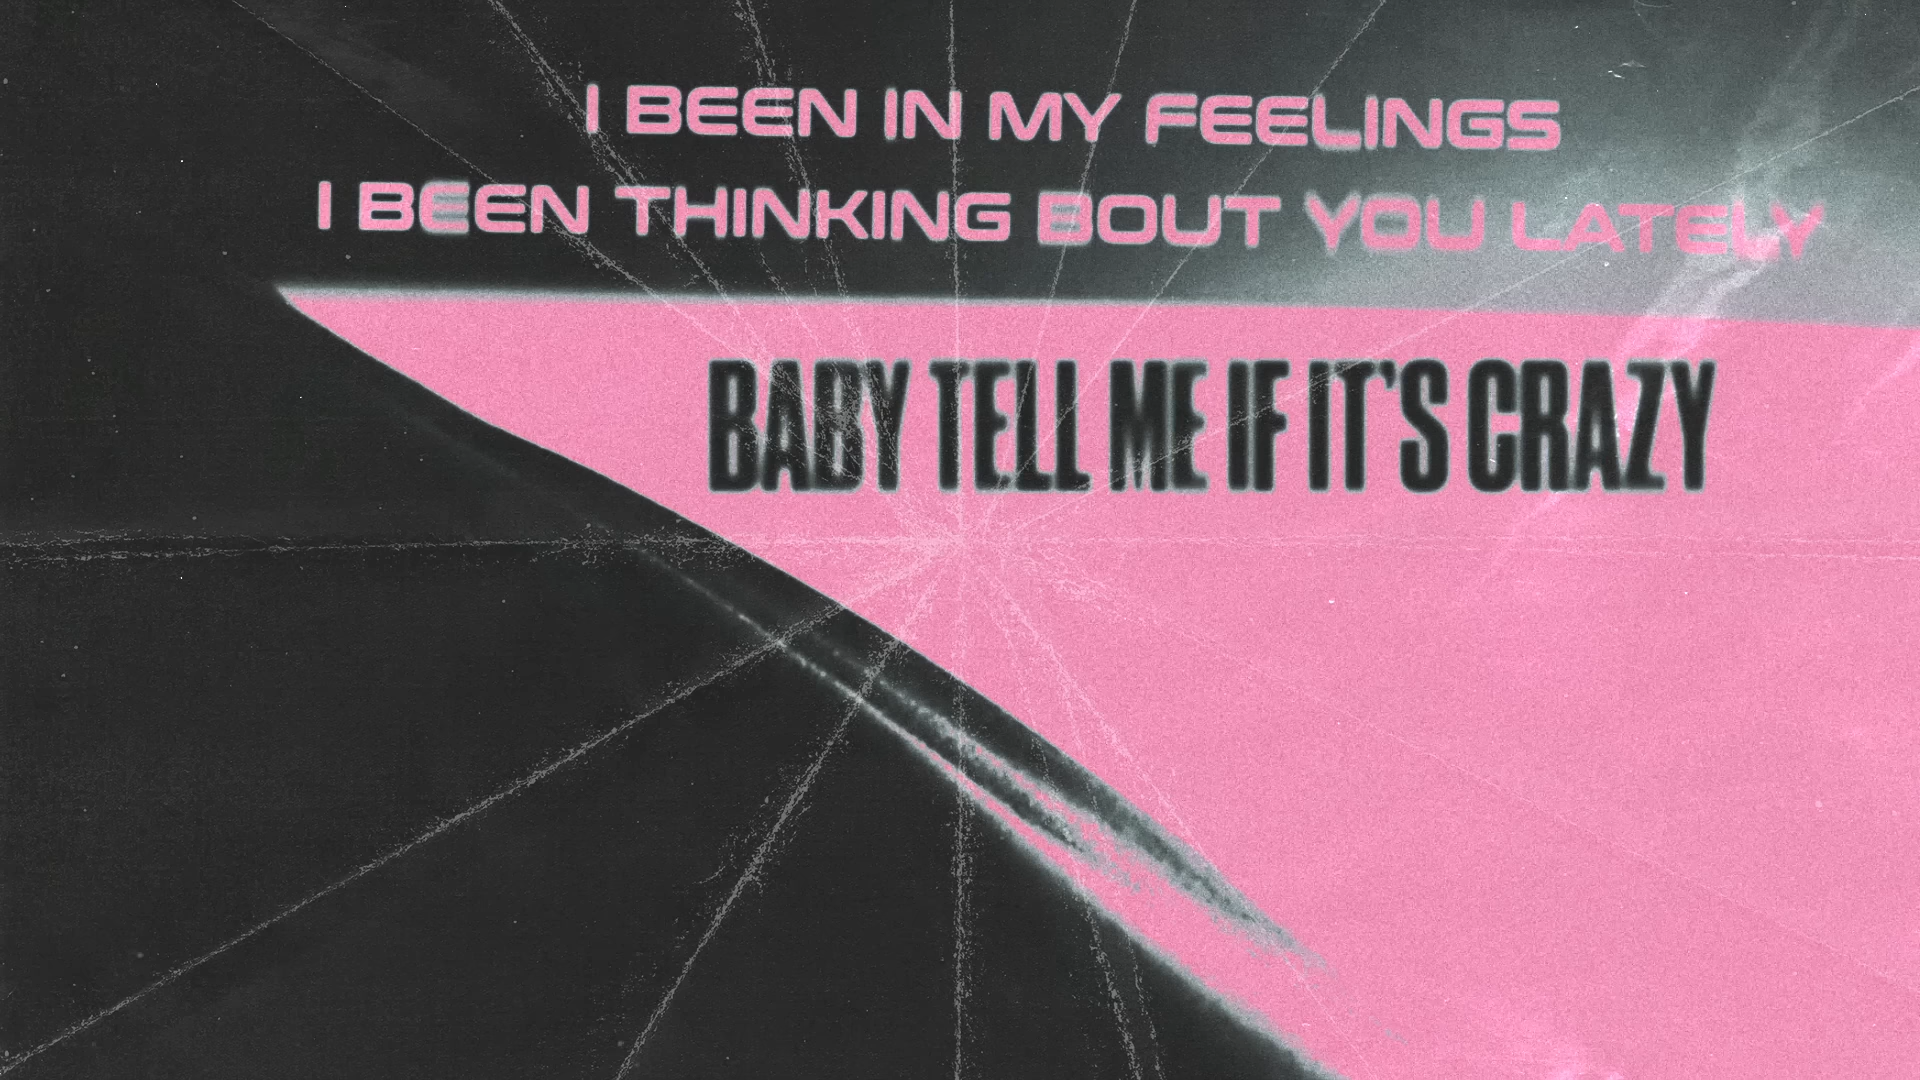 I BEEN IN MY FEELINGS
I BEEN THINKING BOUT YOU LATELY
BABY TELL ME IF IT'S CRAZY